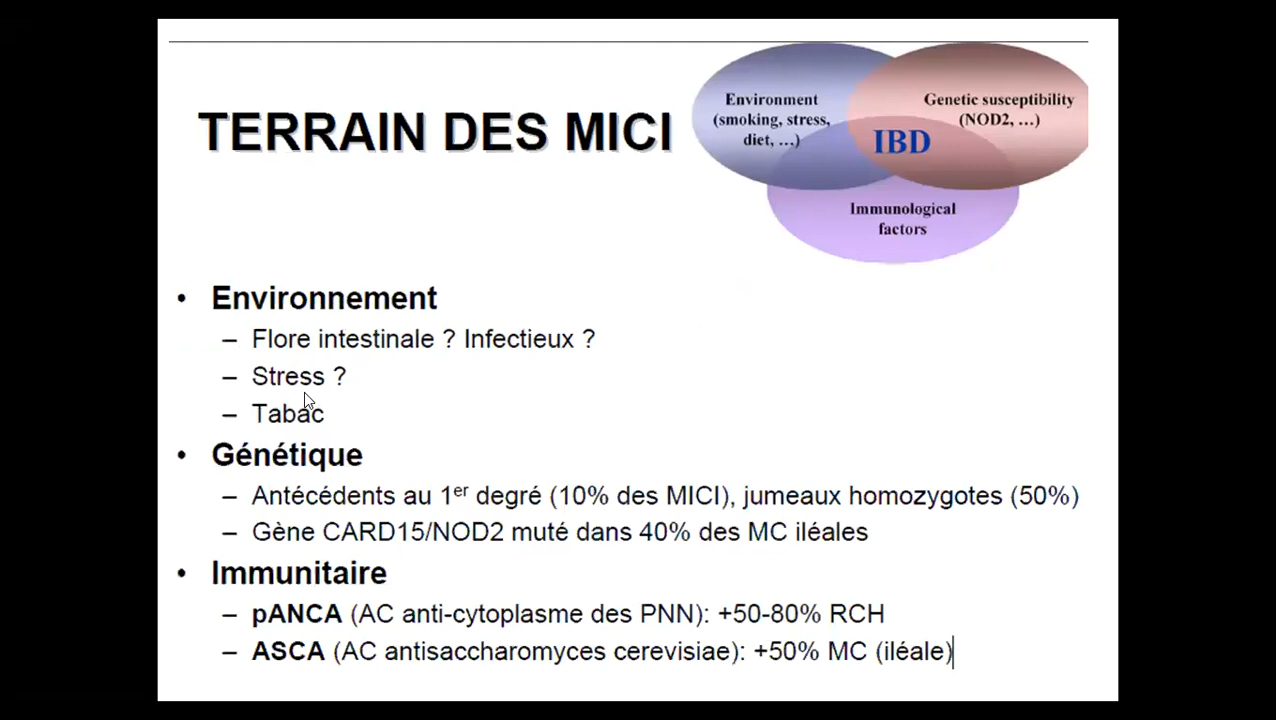 TERRAIN DES MICI
Environment
(smoking, stress,
diet, ...)
Genetic susceptibility
(NOD2, ...)
IBD
Immunological
factors
• Environnement
– Flore intestinale ? Infectieux ?
– Stress ?
– Tabac
• Génétique
– Antécédents au 1er degré (10% des MICI), jumeaux homozygotes (50%)
– Gène CARD15/NOD2 muté dans 40% des MC iléales
• Immunitaire
– pANCA (AC anti-cytoplasme des PNN): +50-80% RCH
– ASCA (AC antisaccharomyces cerevisiae): +50% MC (iléale)